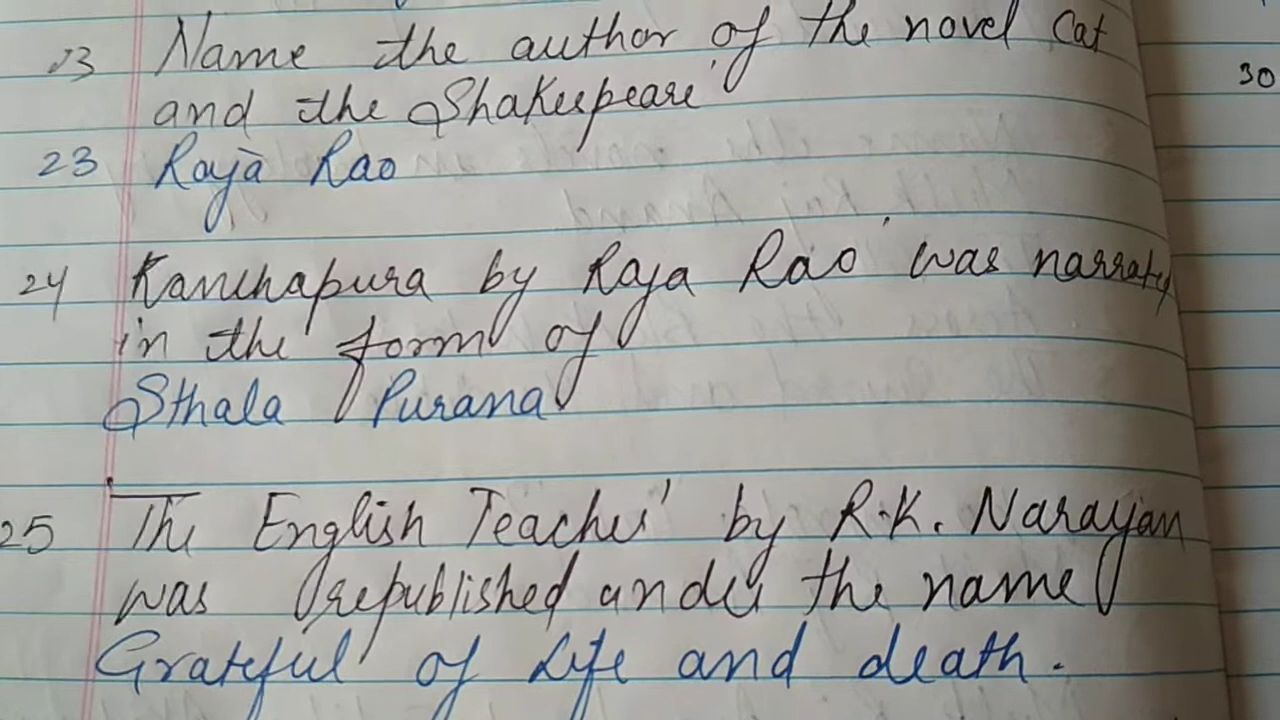 23 Name the author of the novel Cat
and the Shakespeare'
23 Raja Rao
24 Kanthapura by Raja Rao was narrated
in the form of
Sthala Purana
25 The English Teacher' by R.K. Narayan
was republished under the name
Grateful of Life and death.
30